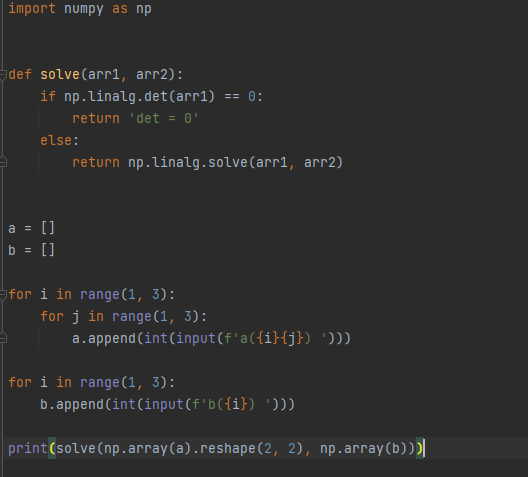 import numpy as np
def solve(arr1, arr2):
    if np.linalg.det(arr1) == 0:
        return 'det = 0'
    else:
        return np.linalg.solve(arr1, arr2)
a = []
b = []
for i in range(1, 3):
    for j in range(1, 3):
        a.append(int(input(f'a({i}{j}) ')))
for i in range(1, 3):
    b.append(int(input(f'b({i}) ')))
print(solve(np.array(a).reshape(2, 2), np.array(b)))